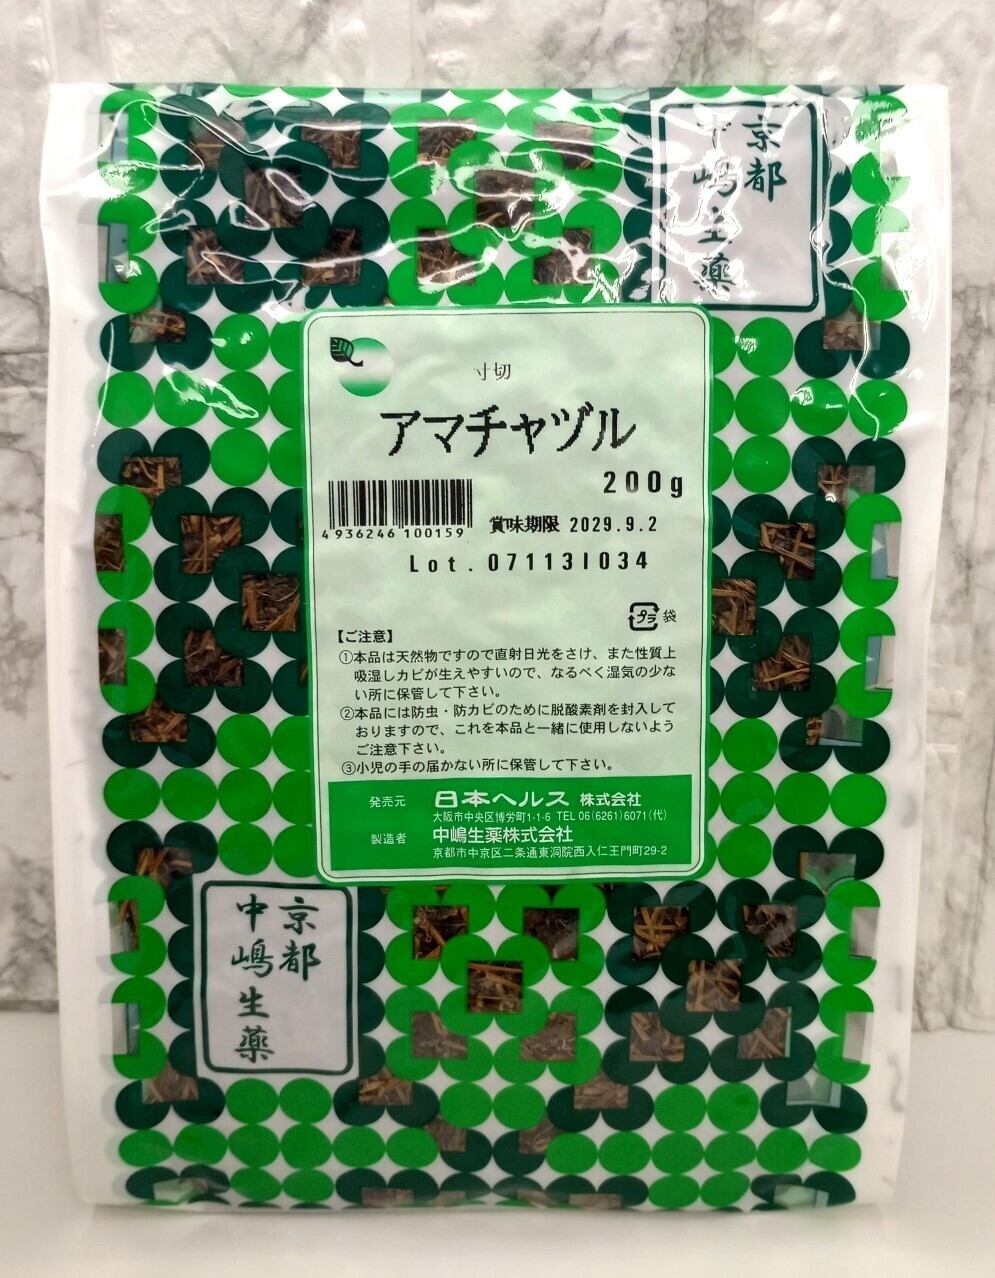 京都
中嶋生薬
寸切
アマチャヅル
200g
4936246 100159
賞味期限 2029.9.2
Lot. 07113I034
プラ 袋
【ご注意】
①本品は天然物ですので直射日光をさけ、また性質上
吸湿しカビが生えやすいので、なるべく湿気の少な
い所に保管して下さい。
②本品には防虫・防カビのために脱酸素剤を封入して
おりますので、これを本品と一緒に使用しないよう
ご注意下さい。
③小児の手の届かない所に保管して下さい。
発売元 日本ヘルス 株式会社
大阪市中央区博労町1-1-6 TEL 06(6261)6071(代)
製造者 中嶋生薬株式会社
京都市中京区二条通東洞院西入仁王門町29-2
京都
中嶋生薬